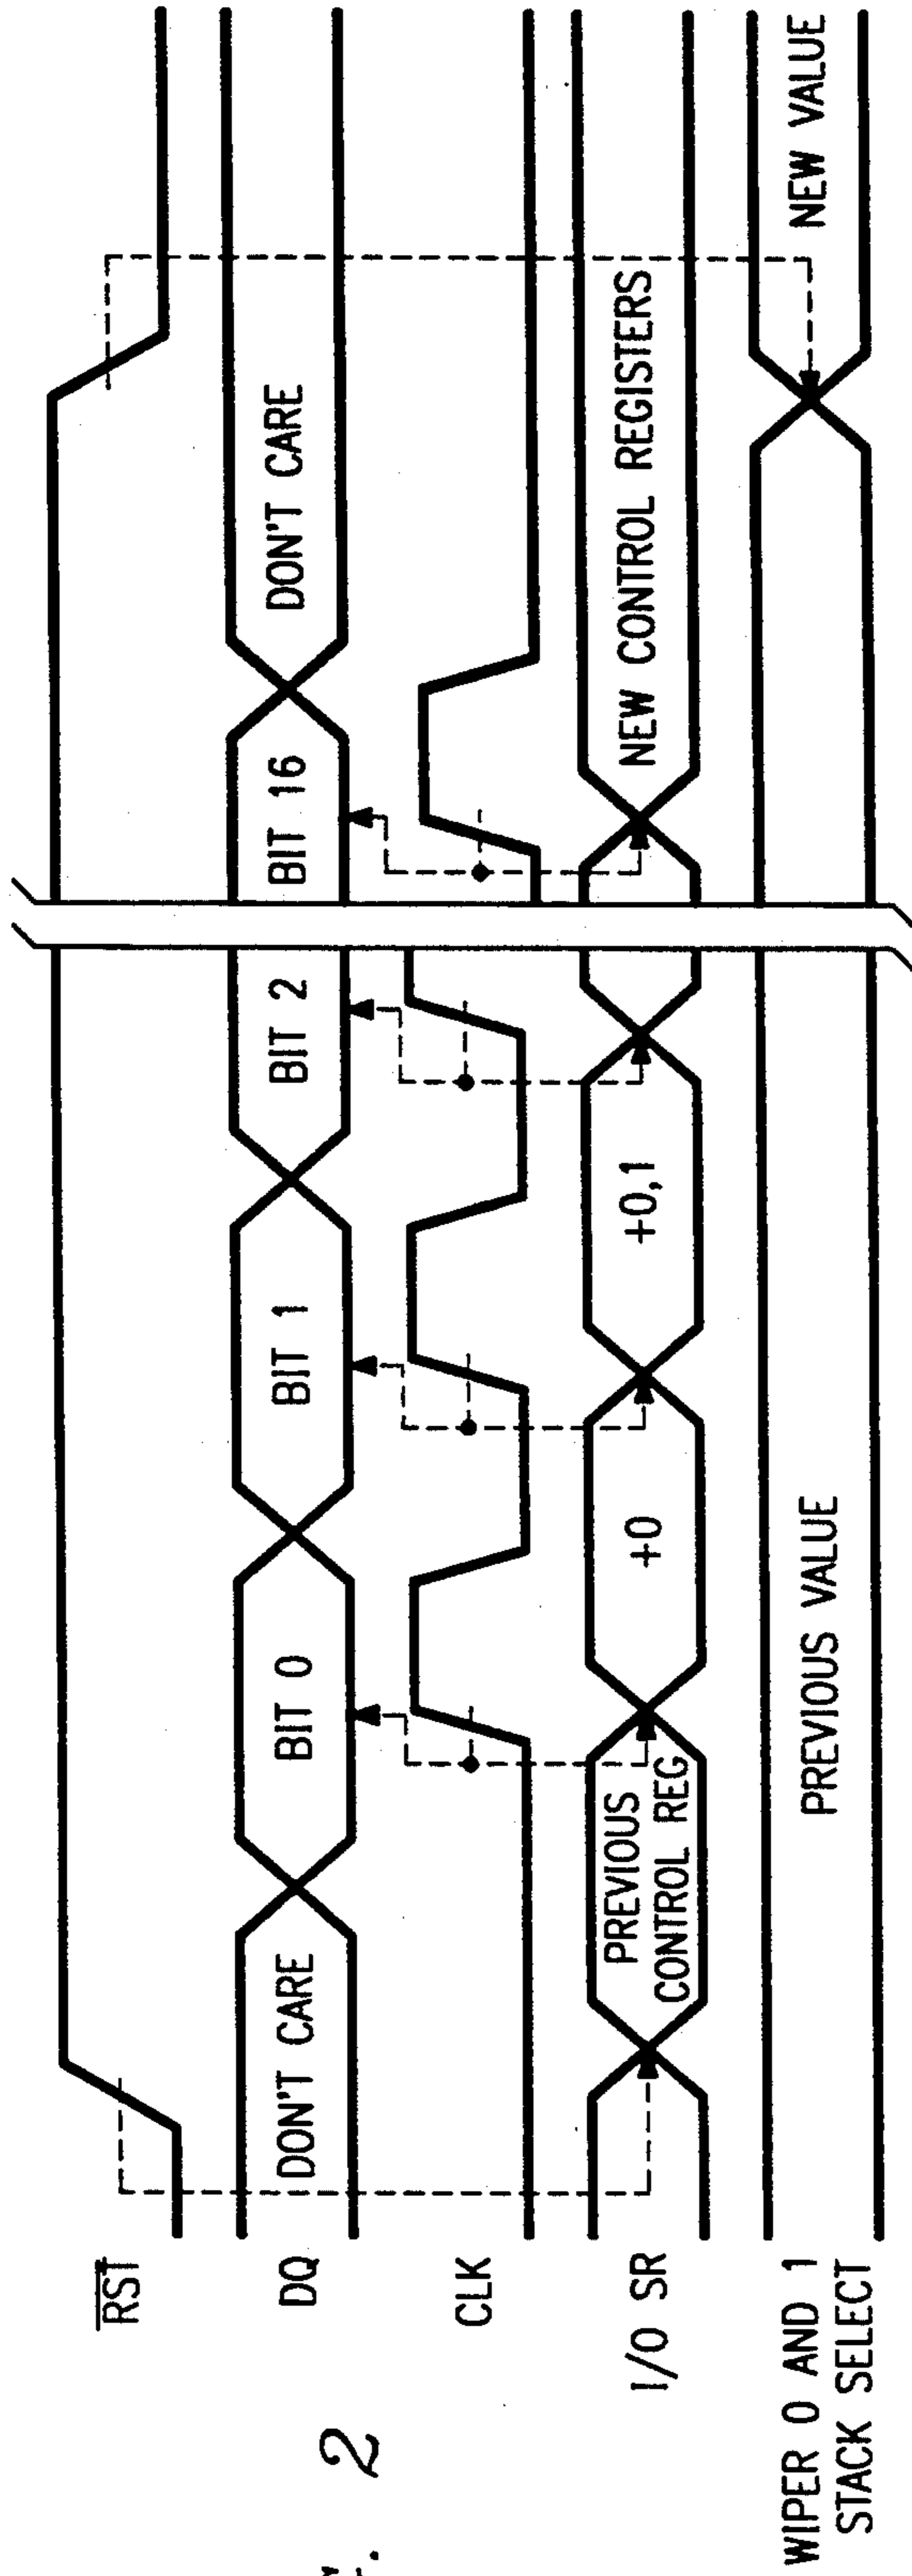 RST
DQ
DON'T CARE
BIT 0
BIT 1
BIT 2
BIT 16
DON'T CARE
CLK
I/O SR
PREVIOUS
CONTROL REG
+0
+0,1
NEW CONTROL REGISTERS
WIPER 0 AND 1
STACK SELECT
PREVIOUS VALUE
NEW VALUE
2